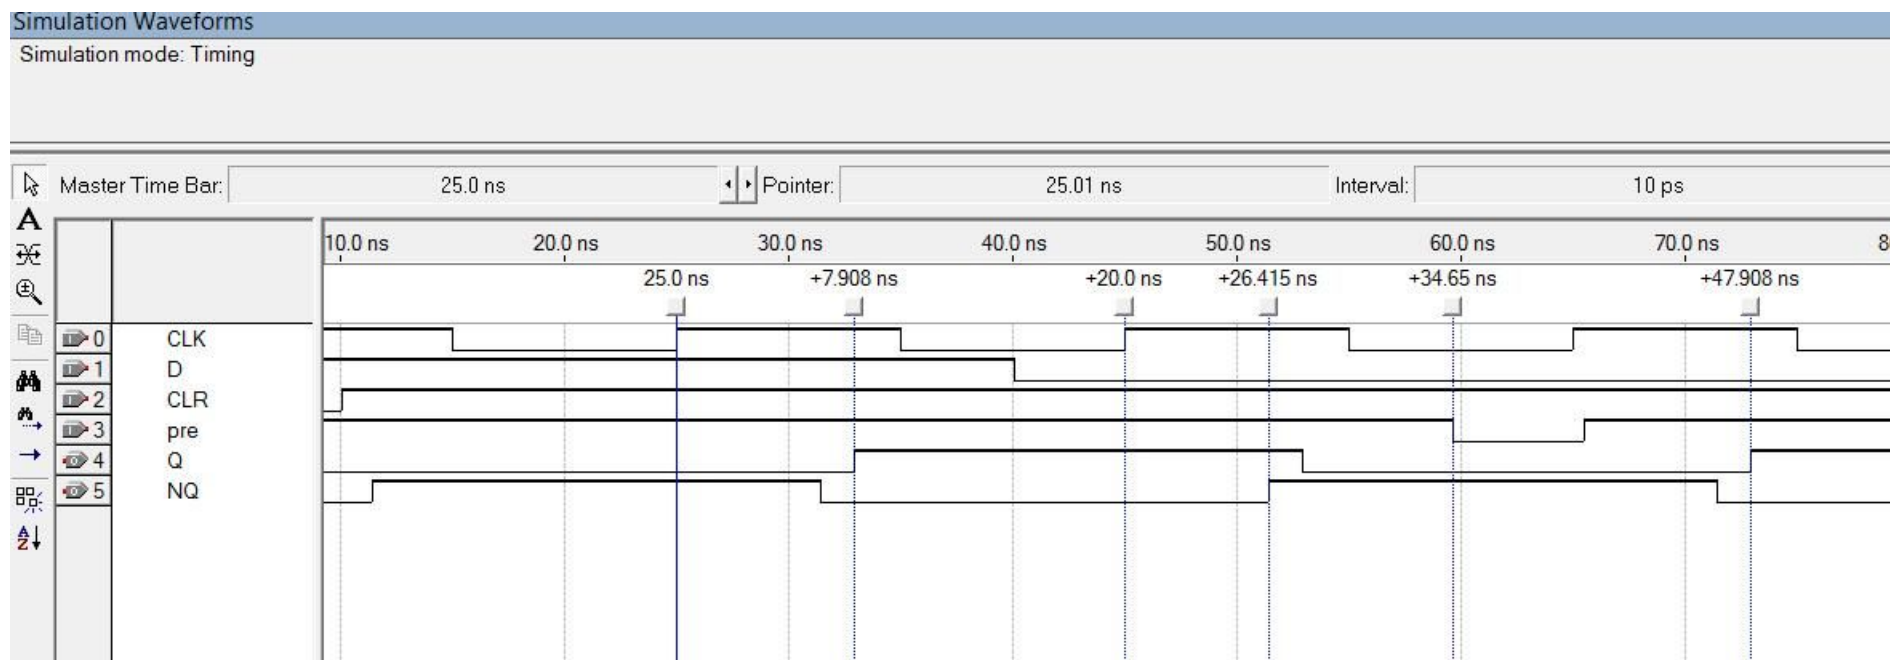 Simulation Waveforms
Simulation mode: Timing
Master Time Bar: 25.0 ns Pointer: 25.01 ns Interval: 10 ps
A
10.0 ns 20.0 ns 30.0 ns 40.0 ns 50.0 ns 60.0 ns 70.0 ns 8
25.0 ns +7.908 ns +20.0 ns +26.415 ns +34.65 ns +47.908 ns
0 CLK
1 D
2 CLR
3 pre
4 Q
5 NQ
A
Z